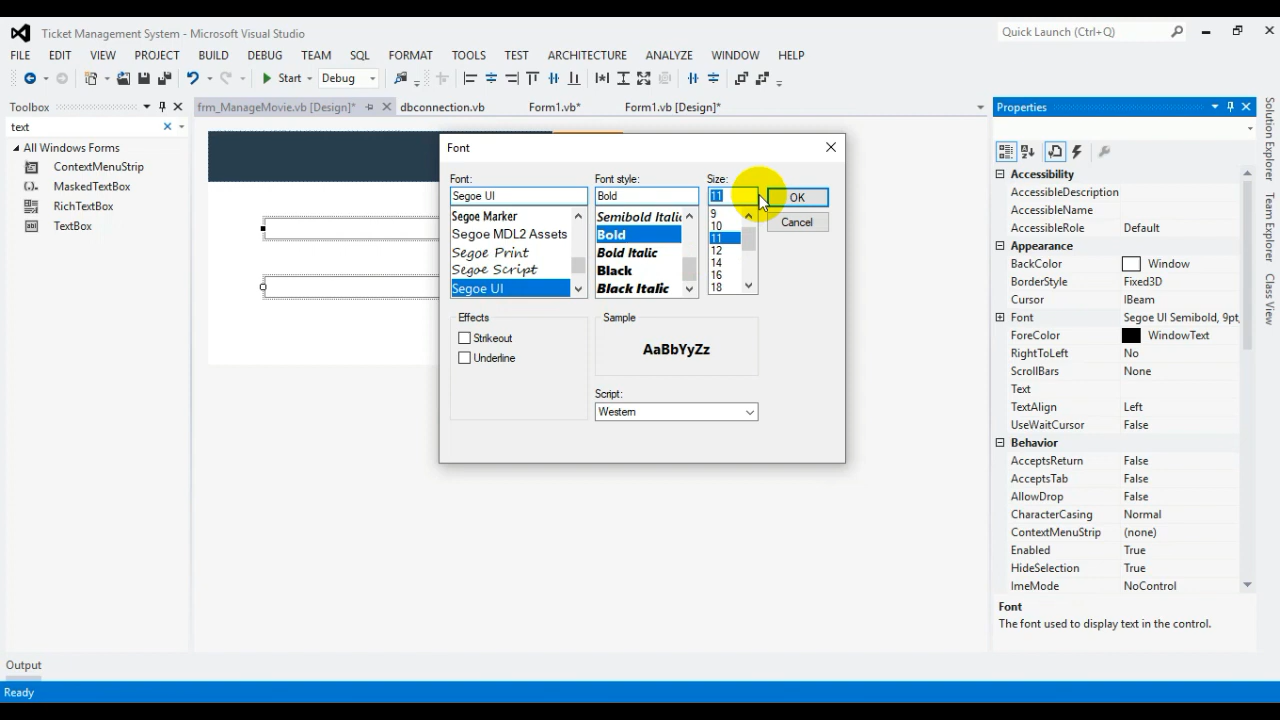 Ticket Management System - Microsoft Visual Studio
Quick Launch (Ctrl+Q)
FILE EDIT VIEW PROJECT BUILD DEBUG TEAM SQL FORMAT TOOLS TEST ARCHITECTURE ANALYZE WINDOW HELP
Start Debug
Toolbox
text
All Windows Forms
ContextMenuStrip
MaskedTextBox
RichTextBox
TextBox
frm_ManageMovie.vb [Design]* dbconnection.vb Form1.vb* Form1.vb [Design]*
Font
Font: Font style: Size:
Segoe UI Bold 11
OK
Cancel
Segoe Marker
Segoe MDL2 Assets
Segoe Print
Segoe Script
Segoe UI
Semibold Italic
Bold
Bold Italic
Black
Black Italic
9
10
11
12
14
16
18
Effects
Strikeout
Underline
Sample
AaBbYyZz
Script:
Western
Properties
Accessibility
AccessibleDescription
AccessibleName
AccessibleRole Default
Appearance
BackColor Window
BorderStyle Fixed3D
Cursor IBeam
Font Segoe UI Semibold, 9pt,
ForeColor WindowText
RightToLeft No
ScrollBars None
Text
TextAlign Left
UseWaitCursor False
Behavior
AcceptsReturn False
AcceptsTab False
AllowDrop False
CharacterCasing Normal
ContextMenuStrip (none)
Enabled True
HideSelection True
ImeMode NoControl
Font
The font used to display text in the control.
Solution Explorer
Team Explorer
Class View
Output
Ready